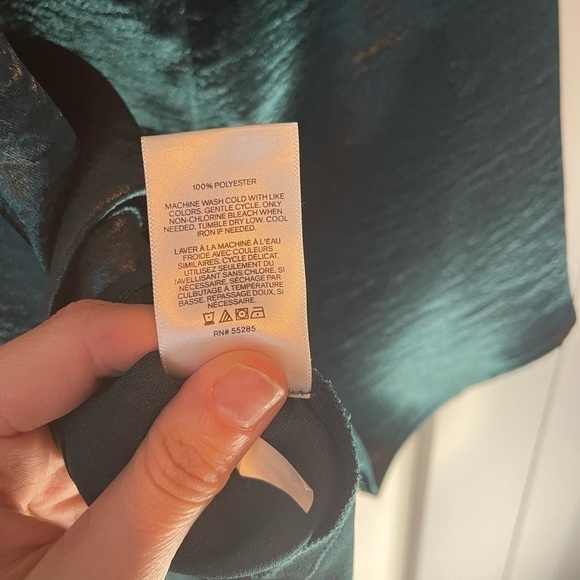 100% POLYESTER
MACHINE WASH COLD WITH LIKE
COLORS. GENTLE CYCLE. ONLY
NON-CHLORINE BLEACH WHEN
NEEDED. TUMBLE DRY LOW. COOL
IRON IF NEEDED.
LAVER À LA MACHINE À L'EAU
FROIDE AVEC COULEURS
SIMILAIRES. CYCLE DÉLICAT.
UTILISEZ SEULEMENT DU
JAVELLISANT SANS CHLORE, SI
NÉCESSAIRE. SÉCHAGE PAR
CULBUTAGE À TEMPÉRATURE
BASSE. REPASSAGE DOUX, SI
NÉCESSAIRE.
RN# 55285